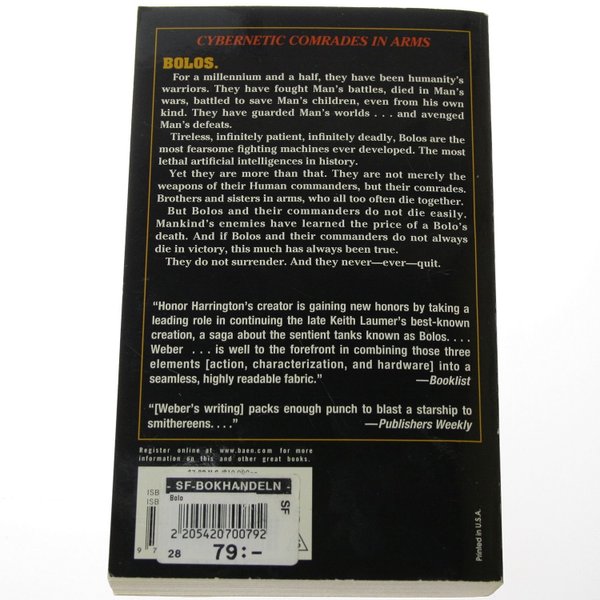 CYBERNETIC COMRADES IN ARMS
BOLOS.
For a millennium and a half, they have been humanity's
warriors. They have fought Man's battles, died in Man's
wars, battled to save Man's children, even from his own
kind. They have guarded Man's worlds . . . and avenged
Man's defeats.
Tireless, infinitely patient, infinitely deadly, Bolos are the
most fearsome fighting machines ever developed. The most
lethal artificial intelligences in history.
Yet they are more than that. They are not merely the
weapons of their Human commanders, but their comrades.
Brothers and sisters in arms, who all too often die together.
But Bolos and their commanders do not die easily.
Mankind's enemies have learned the price of a Bolo's
death. And if Bolos and their commanders do not always
die in victory, this much has always been true.
They do not surrender. And they never—ever—quit.
“Honor Harrington's creator is gaining new honors by taking a
leading role in continuing the late Keith Laumer's best-known
creation, a saga about the sentient tanks known as Bolos. . . .
Weber . . . is well to the forefront in combining those three
elements [action, characterization, and hardware] into a
seamless, highly readable fabric.” —Booklist
“[Weber's writing] packs enough punch to blast a starship to
smithereens. . . .” —Publishers Weekly
Register online at www.baen.com for more
information on this and other great books.
ISB
ISB
- SF-BOKHANDELN -
Bolo
SF
2 205420 700792
28 79:-
9 7
Printed in U.S.A.